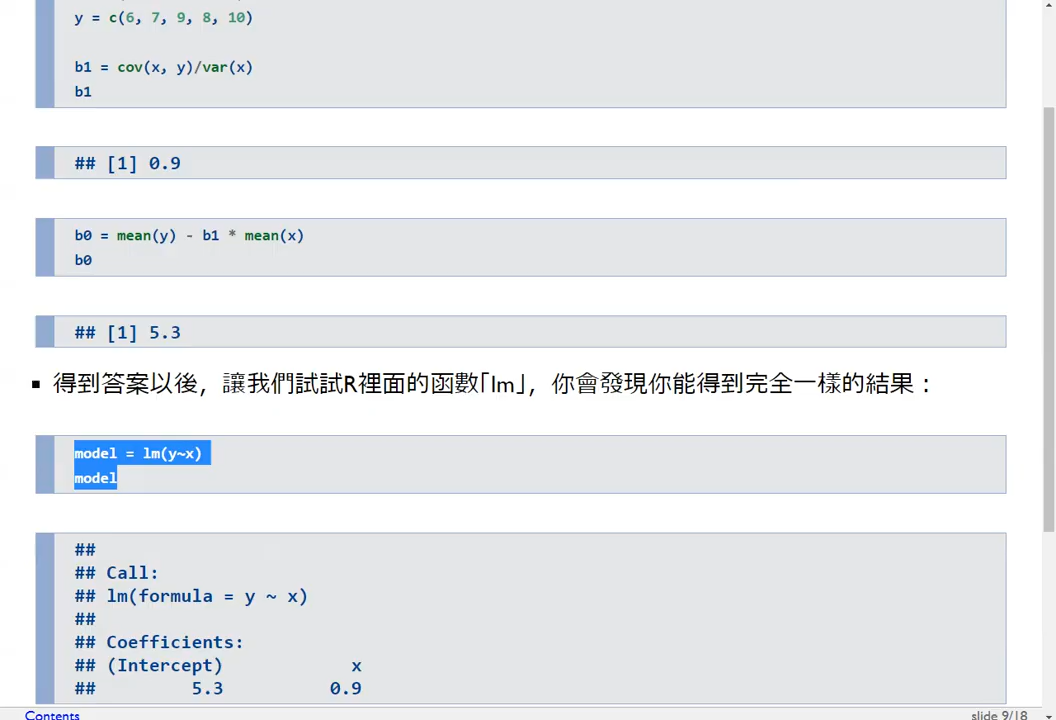 y = c(6, 7, 9, 8, 10)
b1 = cov(x, y)/var(x)
b1
## [1] 0.9
b0 = mean(y) - b1 * mean(x)
b0
## [1] 5.3
▪ 得到答案以後，讓我們試試R裡面的函數「lm」，你會發現你能得到完全一樣的結果：
model = lm(y~x)
model
##
## Call:
## lm(formula = y ~ x)
##
## Coefficients:
## (Intercept)            x
##         5.3          0.9
Contents
slide 9/18